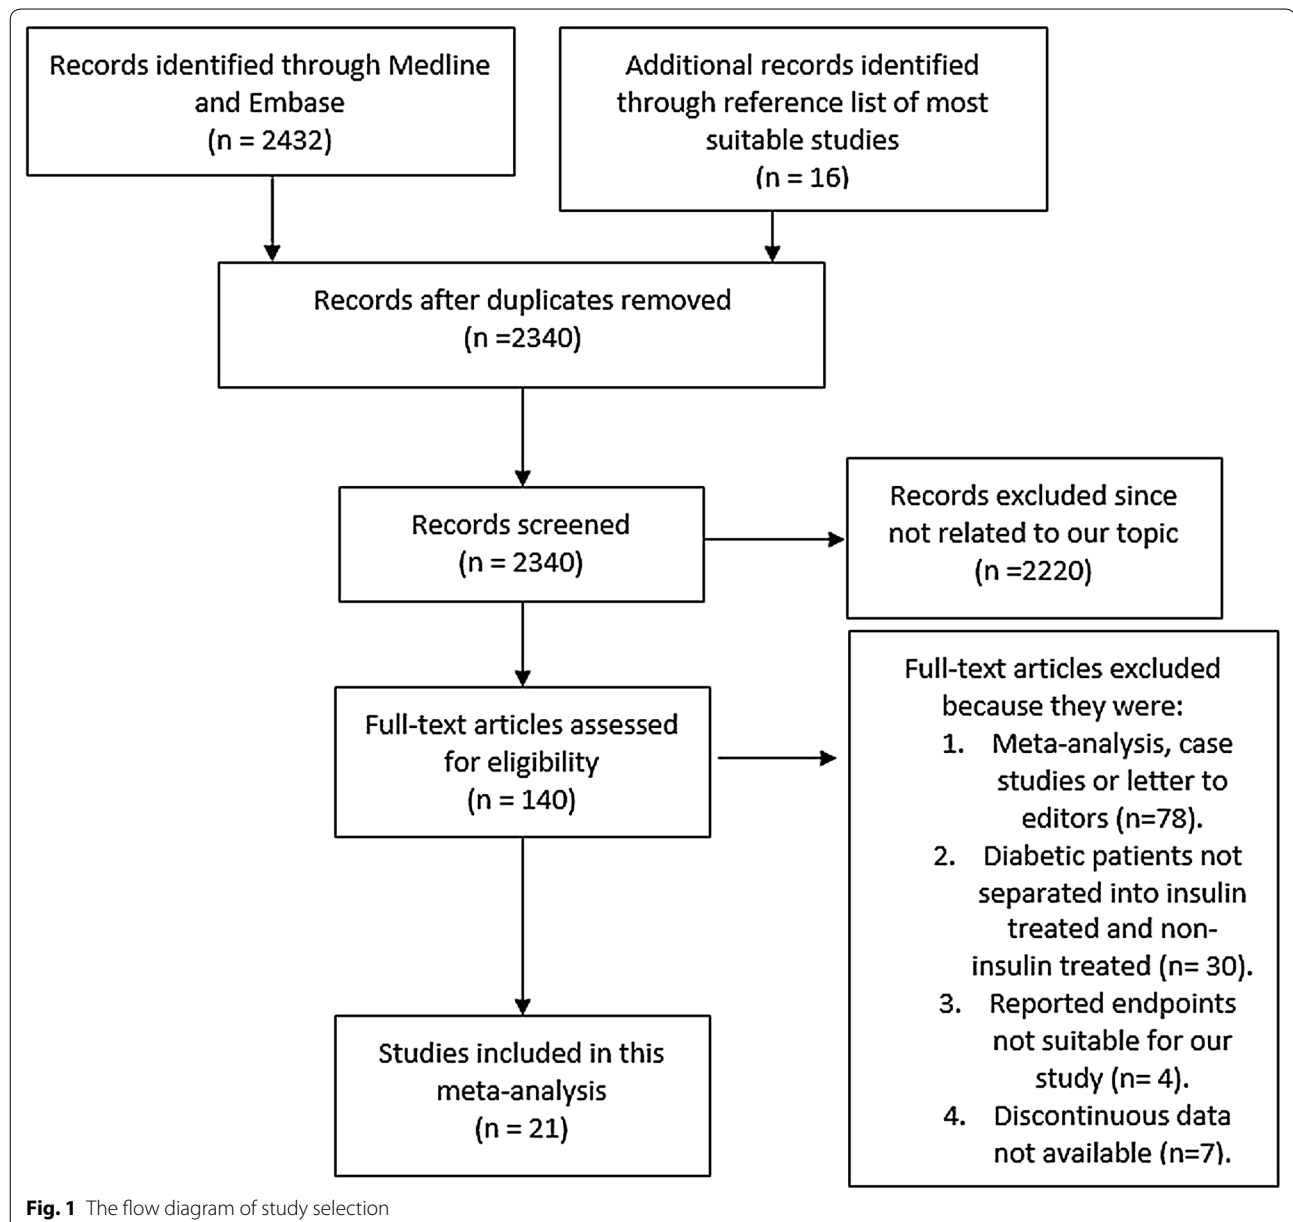 Records identified through Medline
and Embase
(n = 2432)
Additional records identified
through reference list of most
suitable studies
(n = 16)
Records after duplicates removed
(n =2340)
Records screened
(n = 2340)
Records excluded since
not related to our topic
(n =2220)
Full-text articles assessed
for eligibility
(n = 140)
Full-text articles excluded
because they were:
1. Meta-analysis, case
studies or letter to
editors (n=78).
2. Diabetic patients not
separated into insulin
treated and non-
insulin treated (n= 30).
3. Reported endpoints
not suitable for our
study (n= 4).
4. Discontinuous data
not available (n=7).
Studies included in this
meta-analysis
(n = 21)
Fig. 1 The flow diagram of study selection